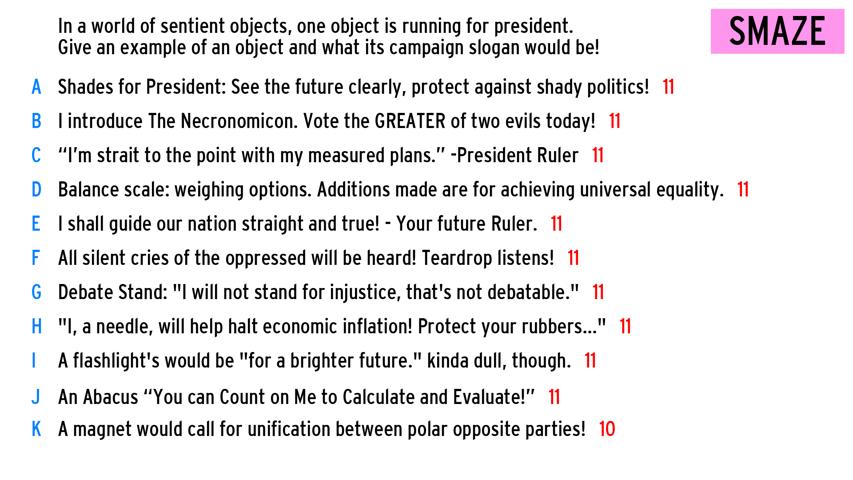 In a world of sentient objects, one object is running for president.
Give an example of an object and what its campaign slogan would be!
SMAZE
A Shades for President: See the future clearly, protect against shady politics! 11
B I introduce The Necronomicon. Vote the GREATER of two evils today! 11
C “I’m strait to the point with my measured plans.” -President Ruler 11
D Balance scale: weighing options. Additions made are for achieving universal equality. 11
E I shall guide our nation straight and true! - Your future Ruler. 11
F All silent cries of the oppressed will be heard! Teardrop listens! 11
G Debate Stand: "I will not stand for injustice, that's not debatable." 11
H "I, a needle, will help halt economic inflation! Protect your rubbers..." 11
I A flashlight's would be "for a brighter future." kinda dull, though. 11
J An Abacus “You can Count on Me to Calculate and Evaluate!” 11
K A magnet would call for unification between polar opposite parties! 10